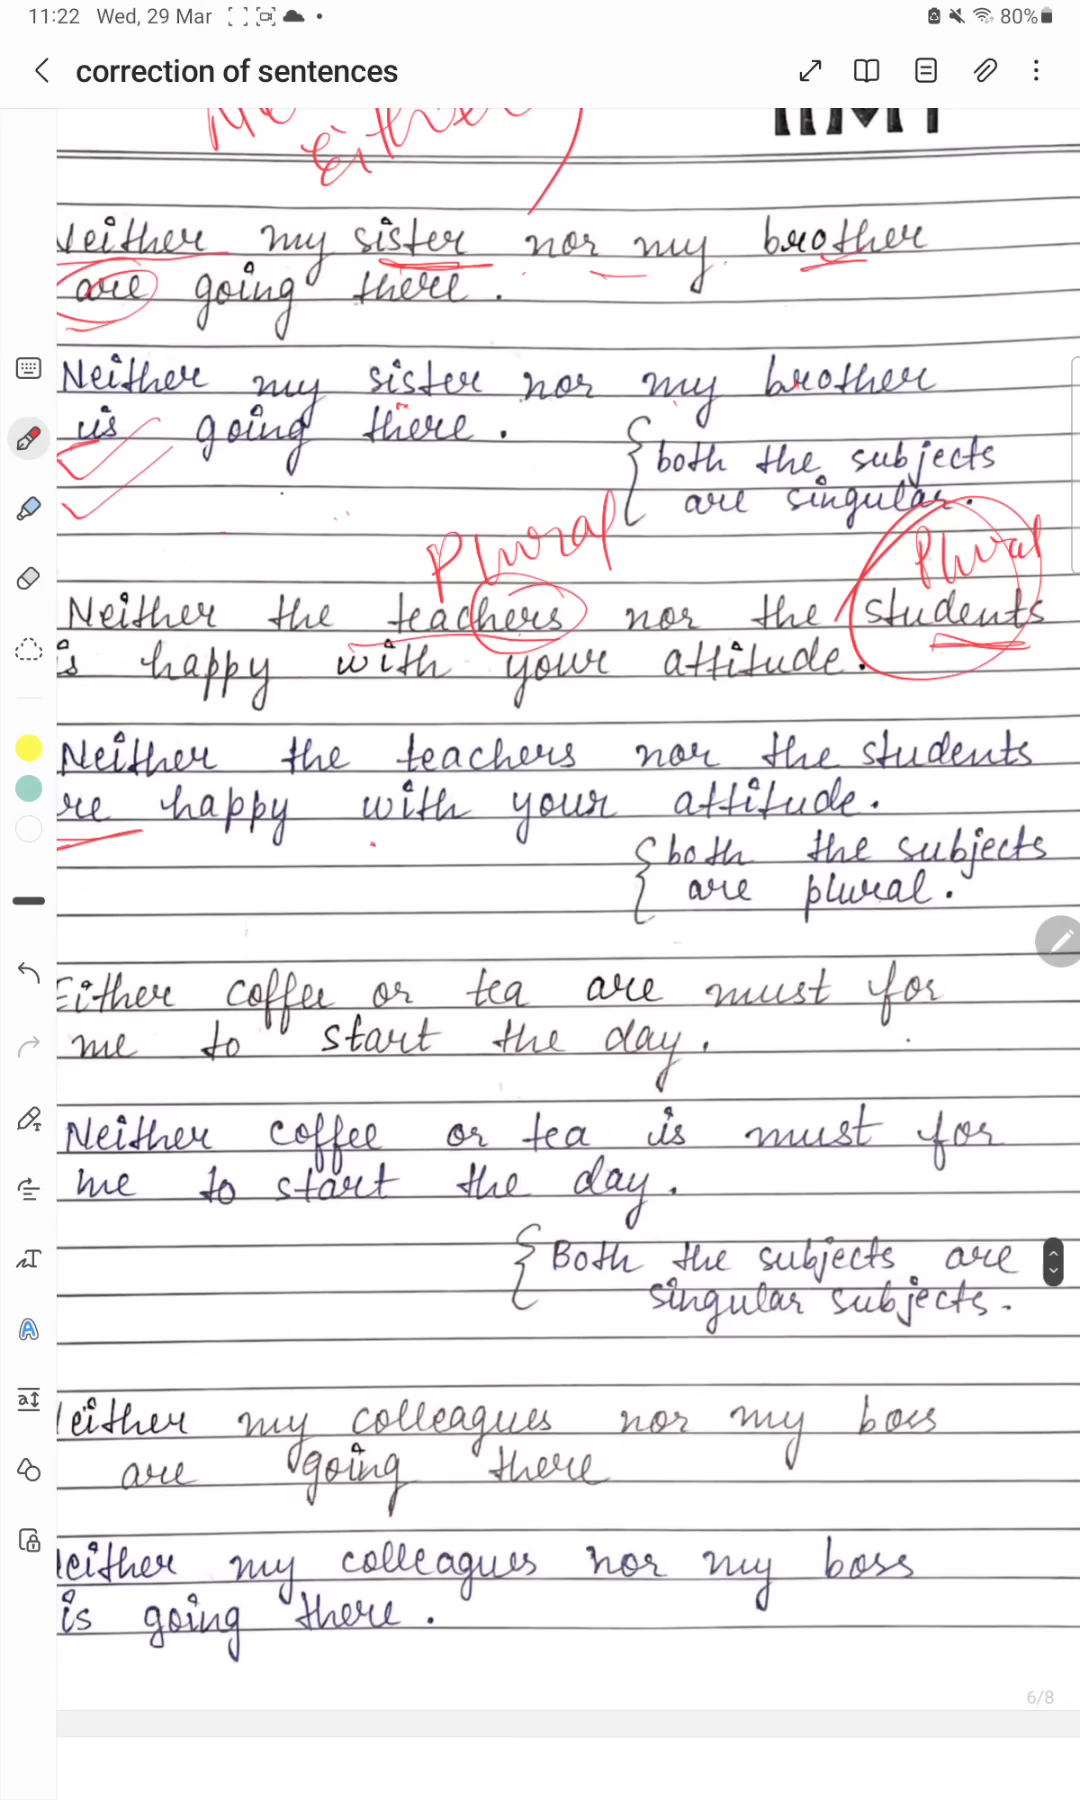 11:22 Wed, 29 Mar 80%
correction of sentences
Either
Neither my sister nor my brother
are going there.
Neither my sister nor my brother
is going there.
{ both the subjects
are singular.
Plural Plural
Neither the teachers nor the students
is happy with your attitude.
Neither the teachers nor the students
re happy with your attitude.
{ both the subjects
are plural.
Either coffee or tea are must for
me to start the day.
Neither coffee or tea is must for
me to start the day.
{ Both the subjects are
singular subjects.
leither my colleagues nor my boss
are going there
leither my colleagues nor my boss
is going there.
6/8